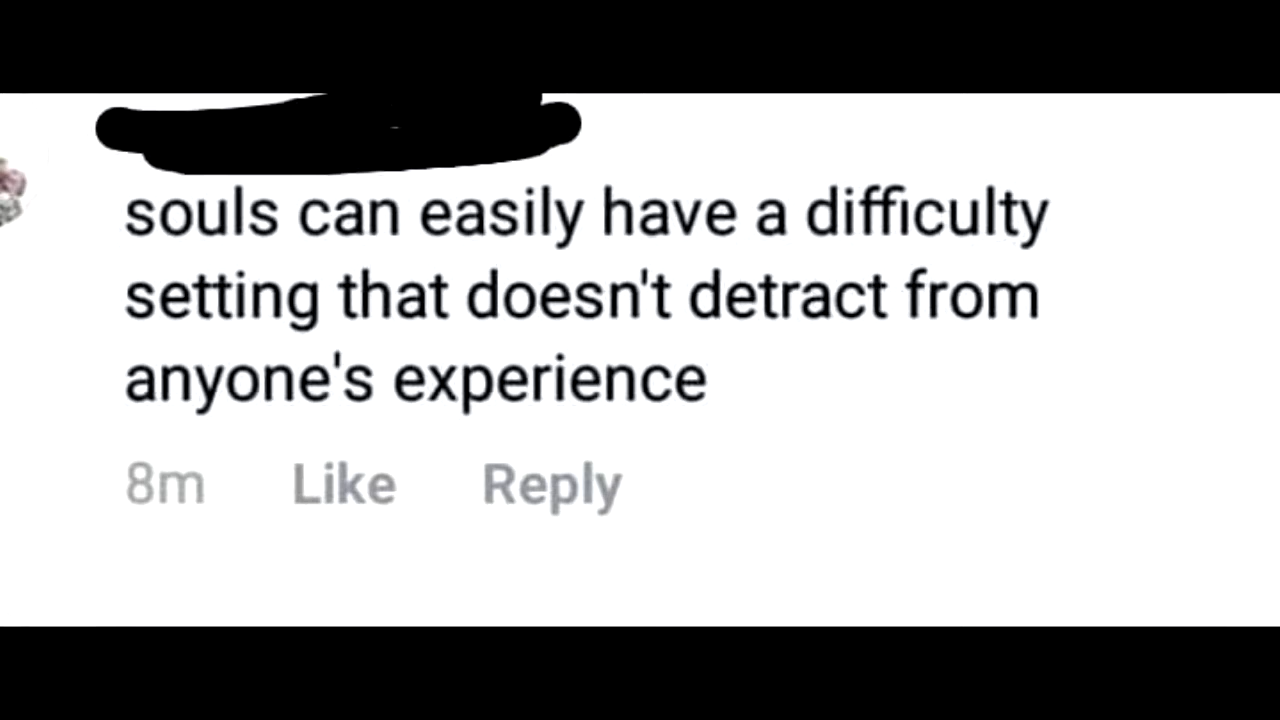 souls can easily have a difficulty
setting that doesn't detract from
anyone's experience
8m Like Reply